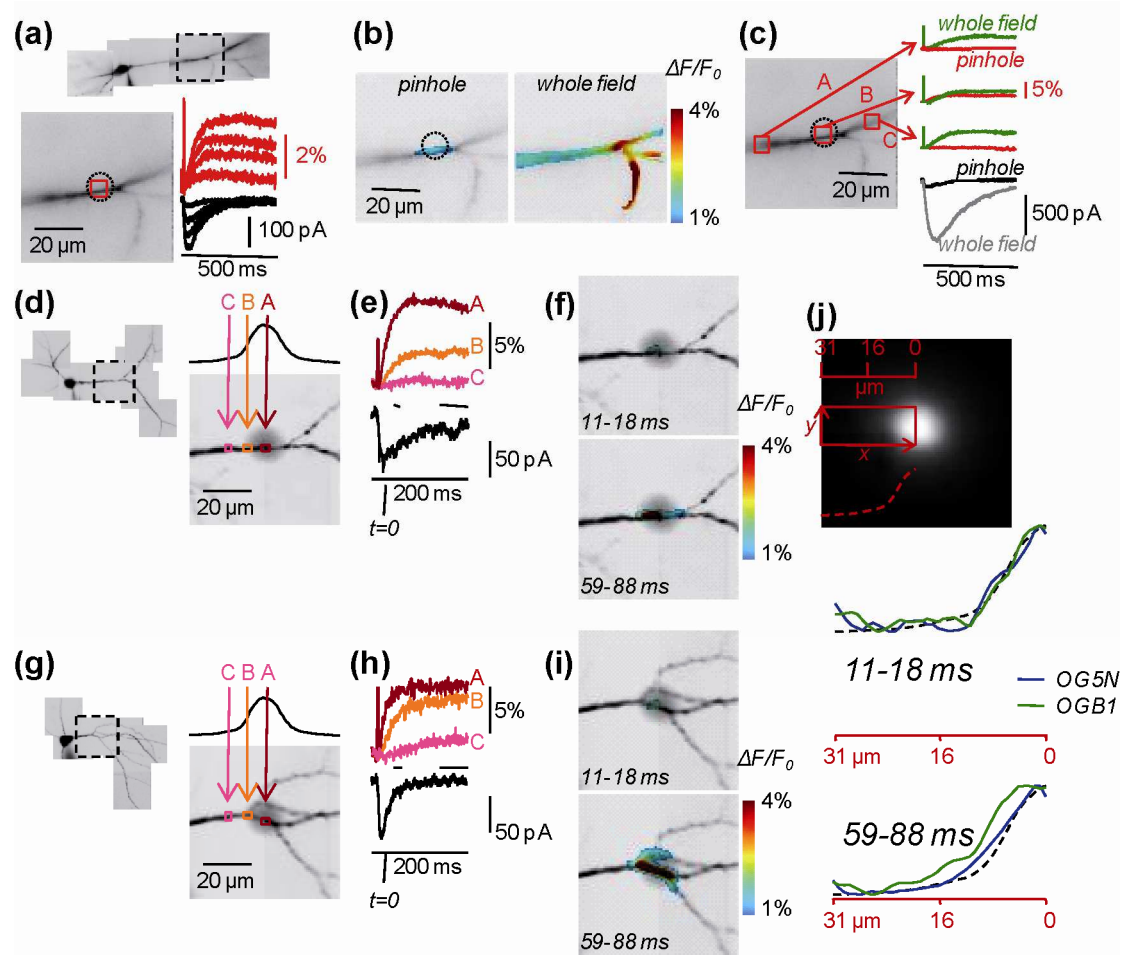 (a)
2%
20 µm
100 pA
500 ms
(b)
pinhole
whole field
ΔF/F0
4%
1%
20 µm
20 µm
(c)
A
B
C
whole field
pinhole
5%
pinhole
500 pA
whole field
20 µm
500 ms
(d)
C B A
20 µm
(e)
A
B
C
5%
50 pA
200 ms
t=0
(f)
11-18 ms
ΔF/F0
4%
1%
59-88 ms
(g)
C B A
20 µm
(h)
A
B
C
5%
50 pA
200 ms
t=0
(i)
11-18 ms
ΔF/F0
4%
1%
59-88 ms
(j)
31 16 0
µm
y
x
11-18 ms
OG5N
OGB1
31 µm 16 0
59-88 ms
31 µm 16 0